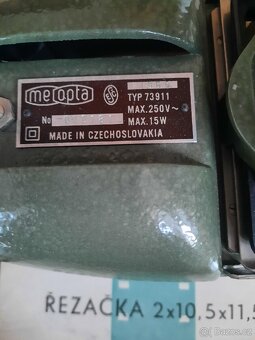 meopta
TYP 73911
MAX. 250V~
No
MAX. 15W
MADE IN CZECHOSLOVAKIA
ŘEZAČKA 2x10,5x11,5